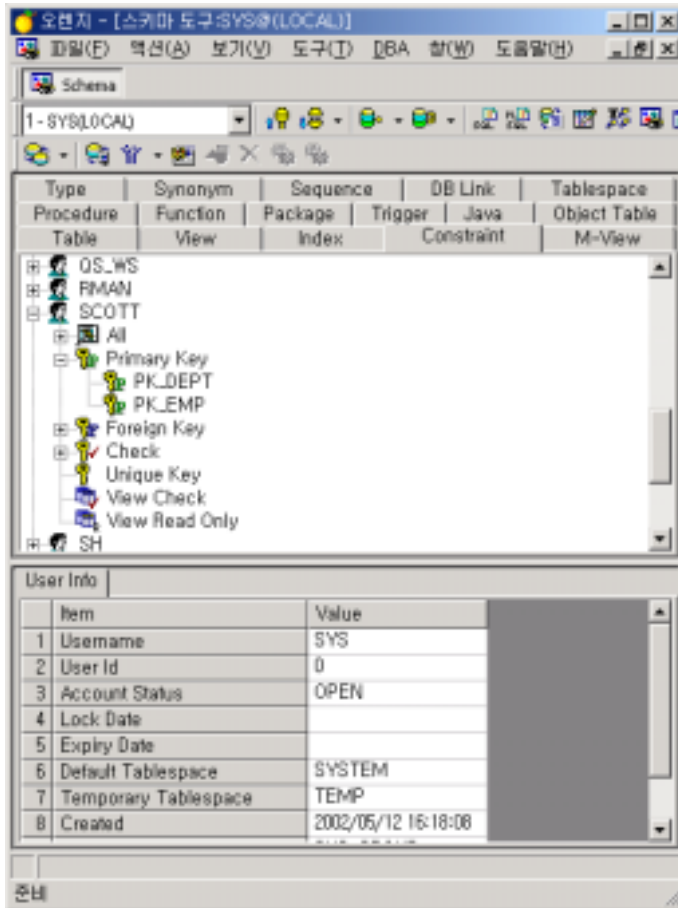 오렌지 - [스키마 도구:SYS@(LOCAL)]
파일(F) 액션(A) 보기(V) 도구(T) DBA 창(W) 도움말(H)
Schema
1 - SYS(LOCAL)
Type Synonym Sequence DB Link Tablespace
Procedure Function Package Trigger Java Object Table
Table View Index Constraint M-View
QS_WS
RMAN
SCOTT
All
Primary Key
PK_DEPT
PK_EMP
Foreign Key
Check
Unique Key
View Check
View Read Only
SH
User Info
Item Value
1 Username SYS
2 User Id 0
3 Account Status OPEN
4 Lock Date
5 Expiry Date
6 Default Tablespace SYSTEM
7 Temporary Tablespace TEMP
8 Created 2002/05/12 16:18:08
준비